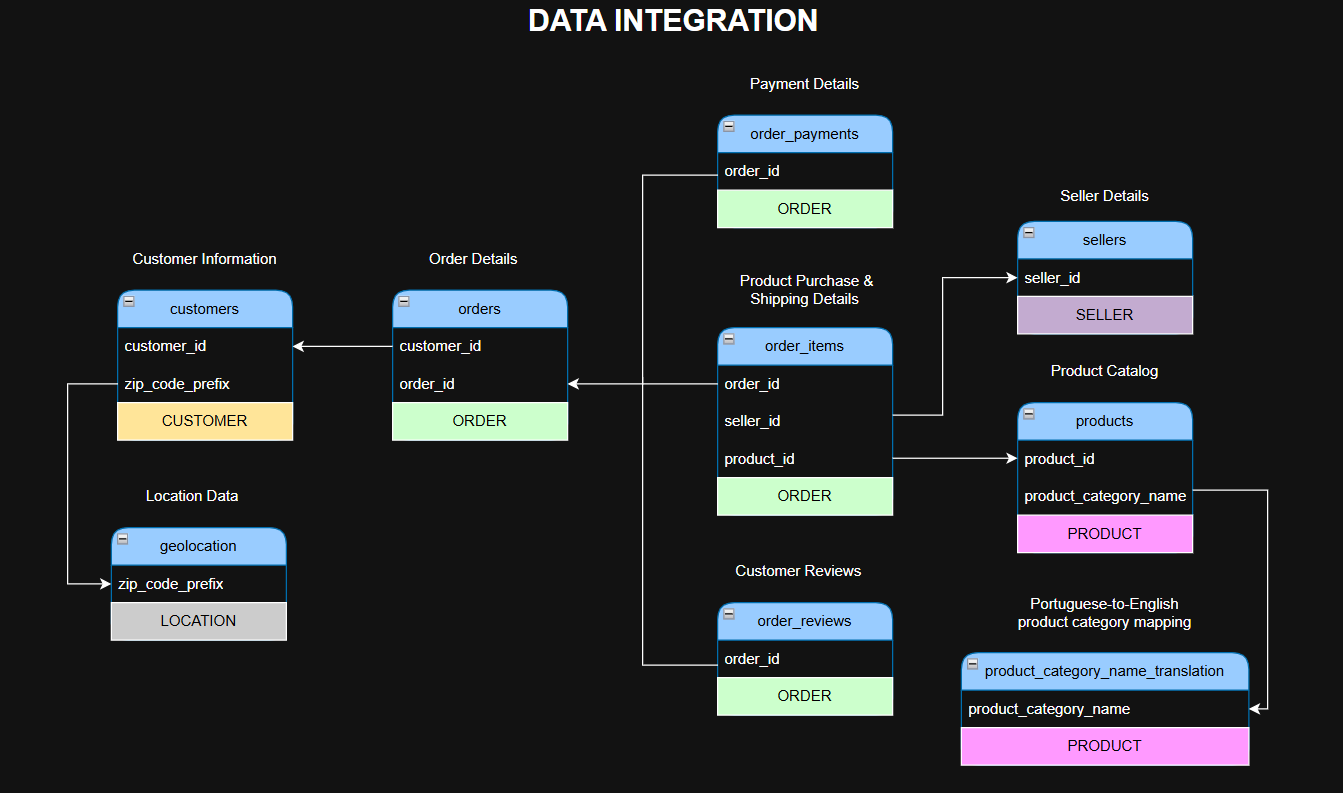 DATA INTEGRATION
Payment Details
order_payments
order_id
ORDER
Customer Information
customers
customer_id
zip_code_prefix
CUSTOMER
Order Details
orders
customer_id
order_id
ORDER
Product Purchase &
Shipping Details
order_items
order_id
seller_id
product_id
ORDER
Seller Details
sellers
seller_id
SELLER
Product Catalog
products
product_id
product_category_name
PRODUCT
Location Data
geolocation
zip_code_prefix
LOCATION
Customer Reviews
order_reviews
order_id
ORDER
Portuguese-to-English
product category mapping
product_category_name_translation
product_category_name
PRODUCT